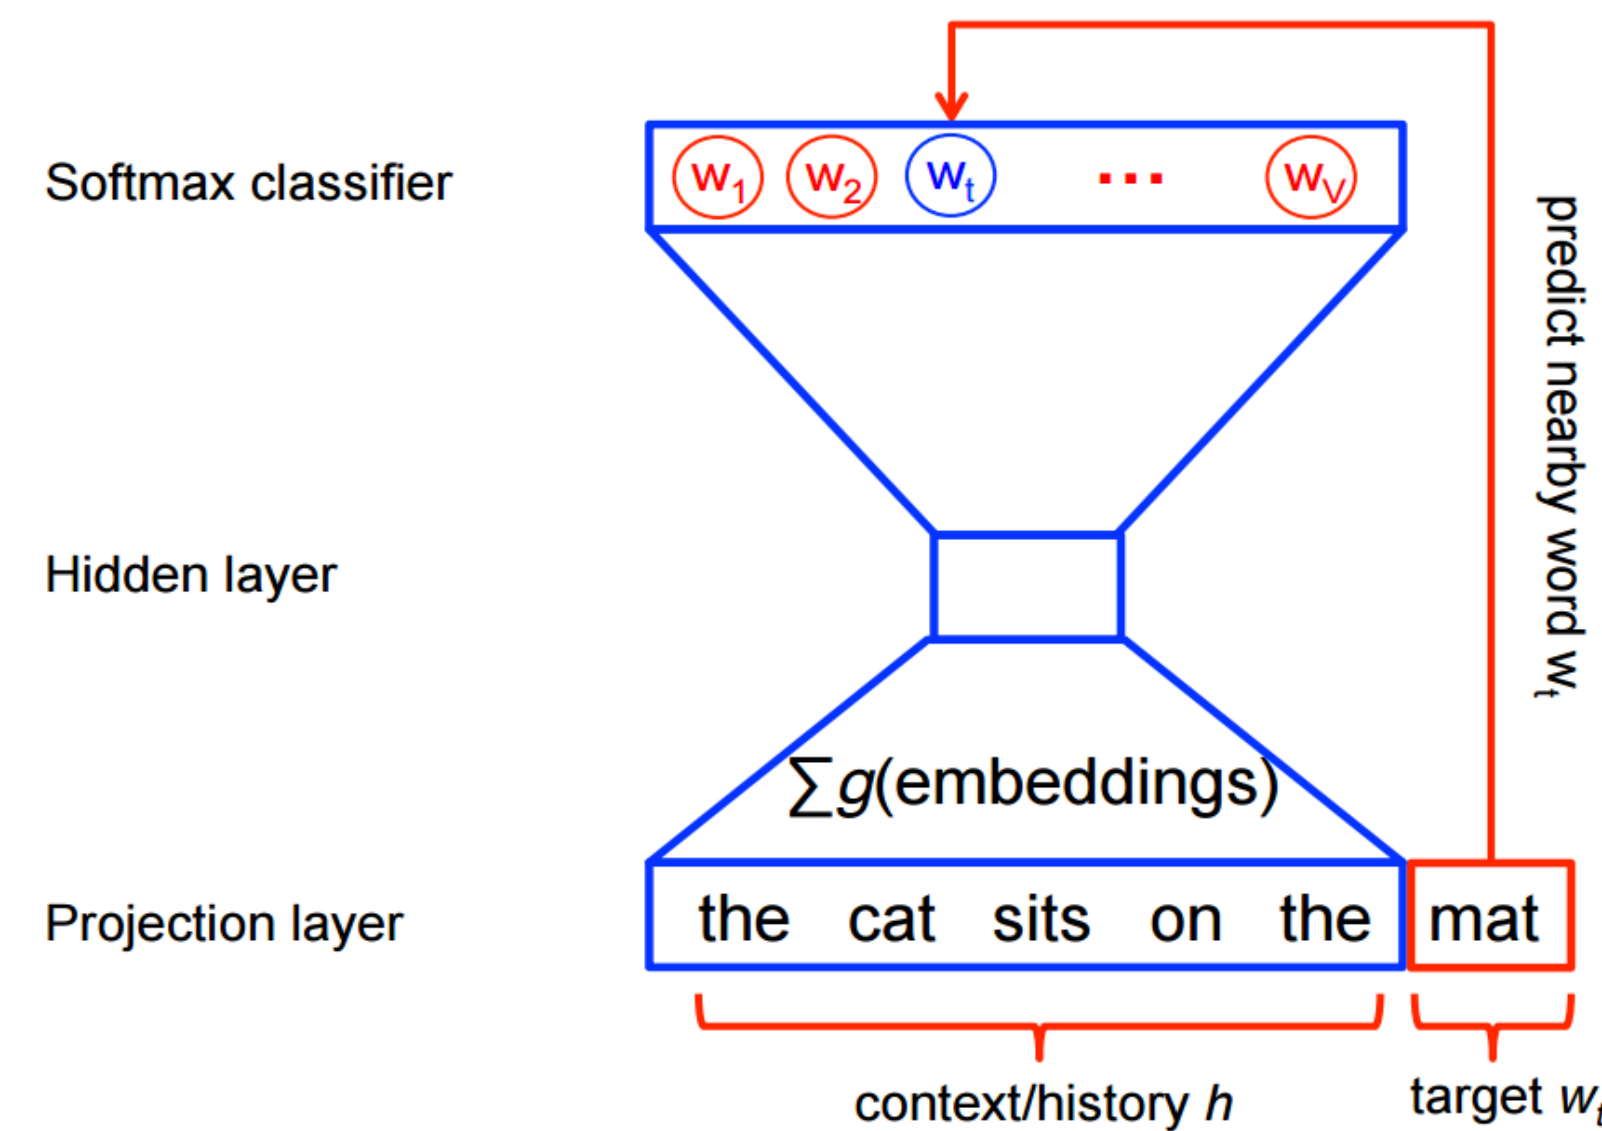 Softmax classifier
w1 w2 wt ... wV
predict nearby word wt
Hidden layer
∑g(embeddings)
Projection layer
the cat sits on the mat
context/history h
target wt